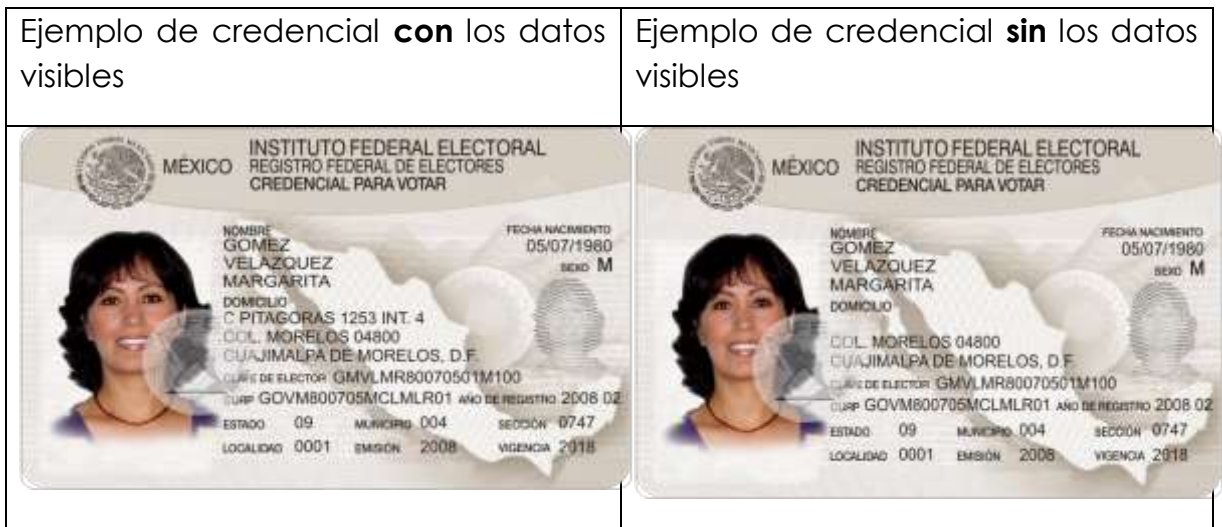 Ejemplo de credencial con los datos
visibles
Ejemplo de credencial sin los datos
visibles
MÉXICO
INSTITUTO FEDERAL ELECTORAL
REGISTRO FEDERAL DE ELECTORES
CREDENCIAL PARA VOTAR
NOMBRE
GOMEZ
VELAZQUEZ
MARGARITA
FECHA NACIMIENTO
05/07/1980
SEXO M
DOMICILIO
C PITAGORAS 1253 INT. 4
COL. MORELOS 04800
CUAJIMALPA DE MORELOS, D.F.
CLAVE DE ELECTOR GMVLMR80070501M100
CURP GOVM800705MCLMLR01 AÑO DE REGISTRO 2008 02
ESTADO 09 MUNICIPIO 004 SECCIÓN 0747
LOCALIDAD 0001 EMISIÓN 2008 VIGENCIA 2018
MÉXICO
INSTITUTO FEDERAL ELECTORAL
REGISTRO FEDERAL DE ELECTORES
CREDENCIAL PARA VOTAR
NOMBRE
GOMEZ
VELAZQUEZ
MARGARITA
FECHA NACIMIENTO
05/07/1980
SEXO M
DOMICILIO
COL. MORELOS 04800
CUAJIMALPA DE MORELOS, D.F.
CLAVE DE ELECTOR GMVLMR80070501M100
CURP GOVM800705MCLMLR01 AÑO DE REGISTRO 2008 02
ESTADO 09 MUNICIPIO 004 SECCIÓN 0747
LOCALIDAD 0001 EMISIÓN 2008 VIGENCIA 2018